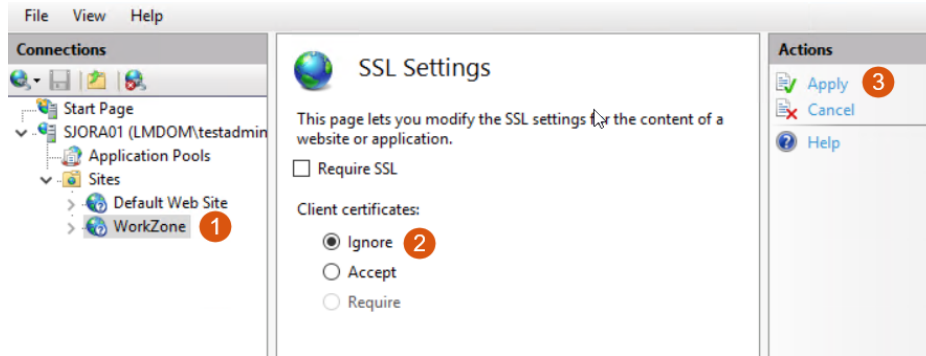 File View Help
Connections
Start Page
SJORA01 (LMDOM\testadmin
Application Pools
Sites
Default Web Site
WorkZone 1
SSL Settings
This page lets you modify the SSL settings for the content of a
website or application.
Require SSL
Client certificates:
Ignore 2
Accept
Require
Actions
Apply 3
Cancel
Help